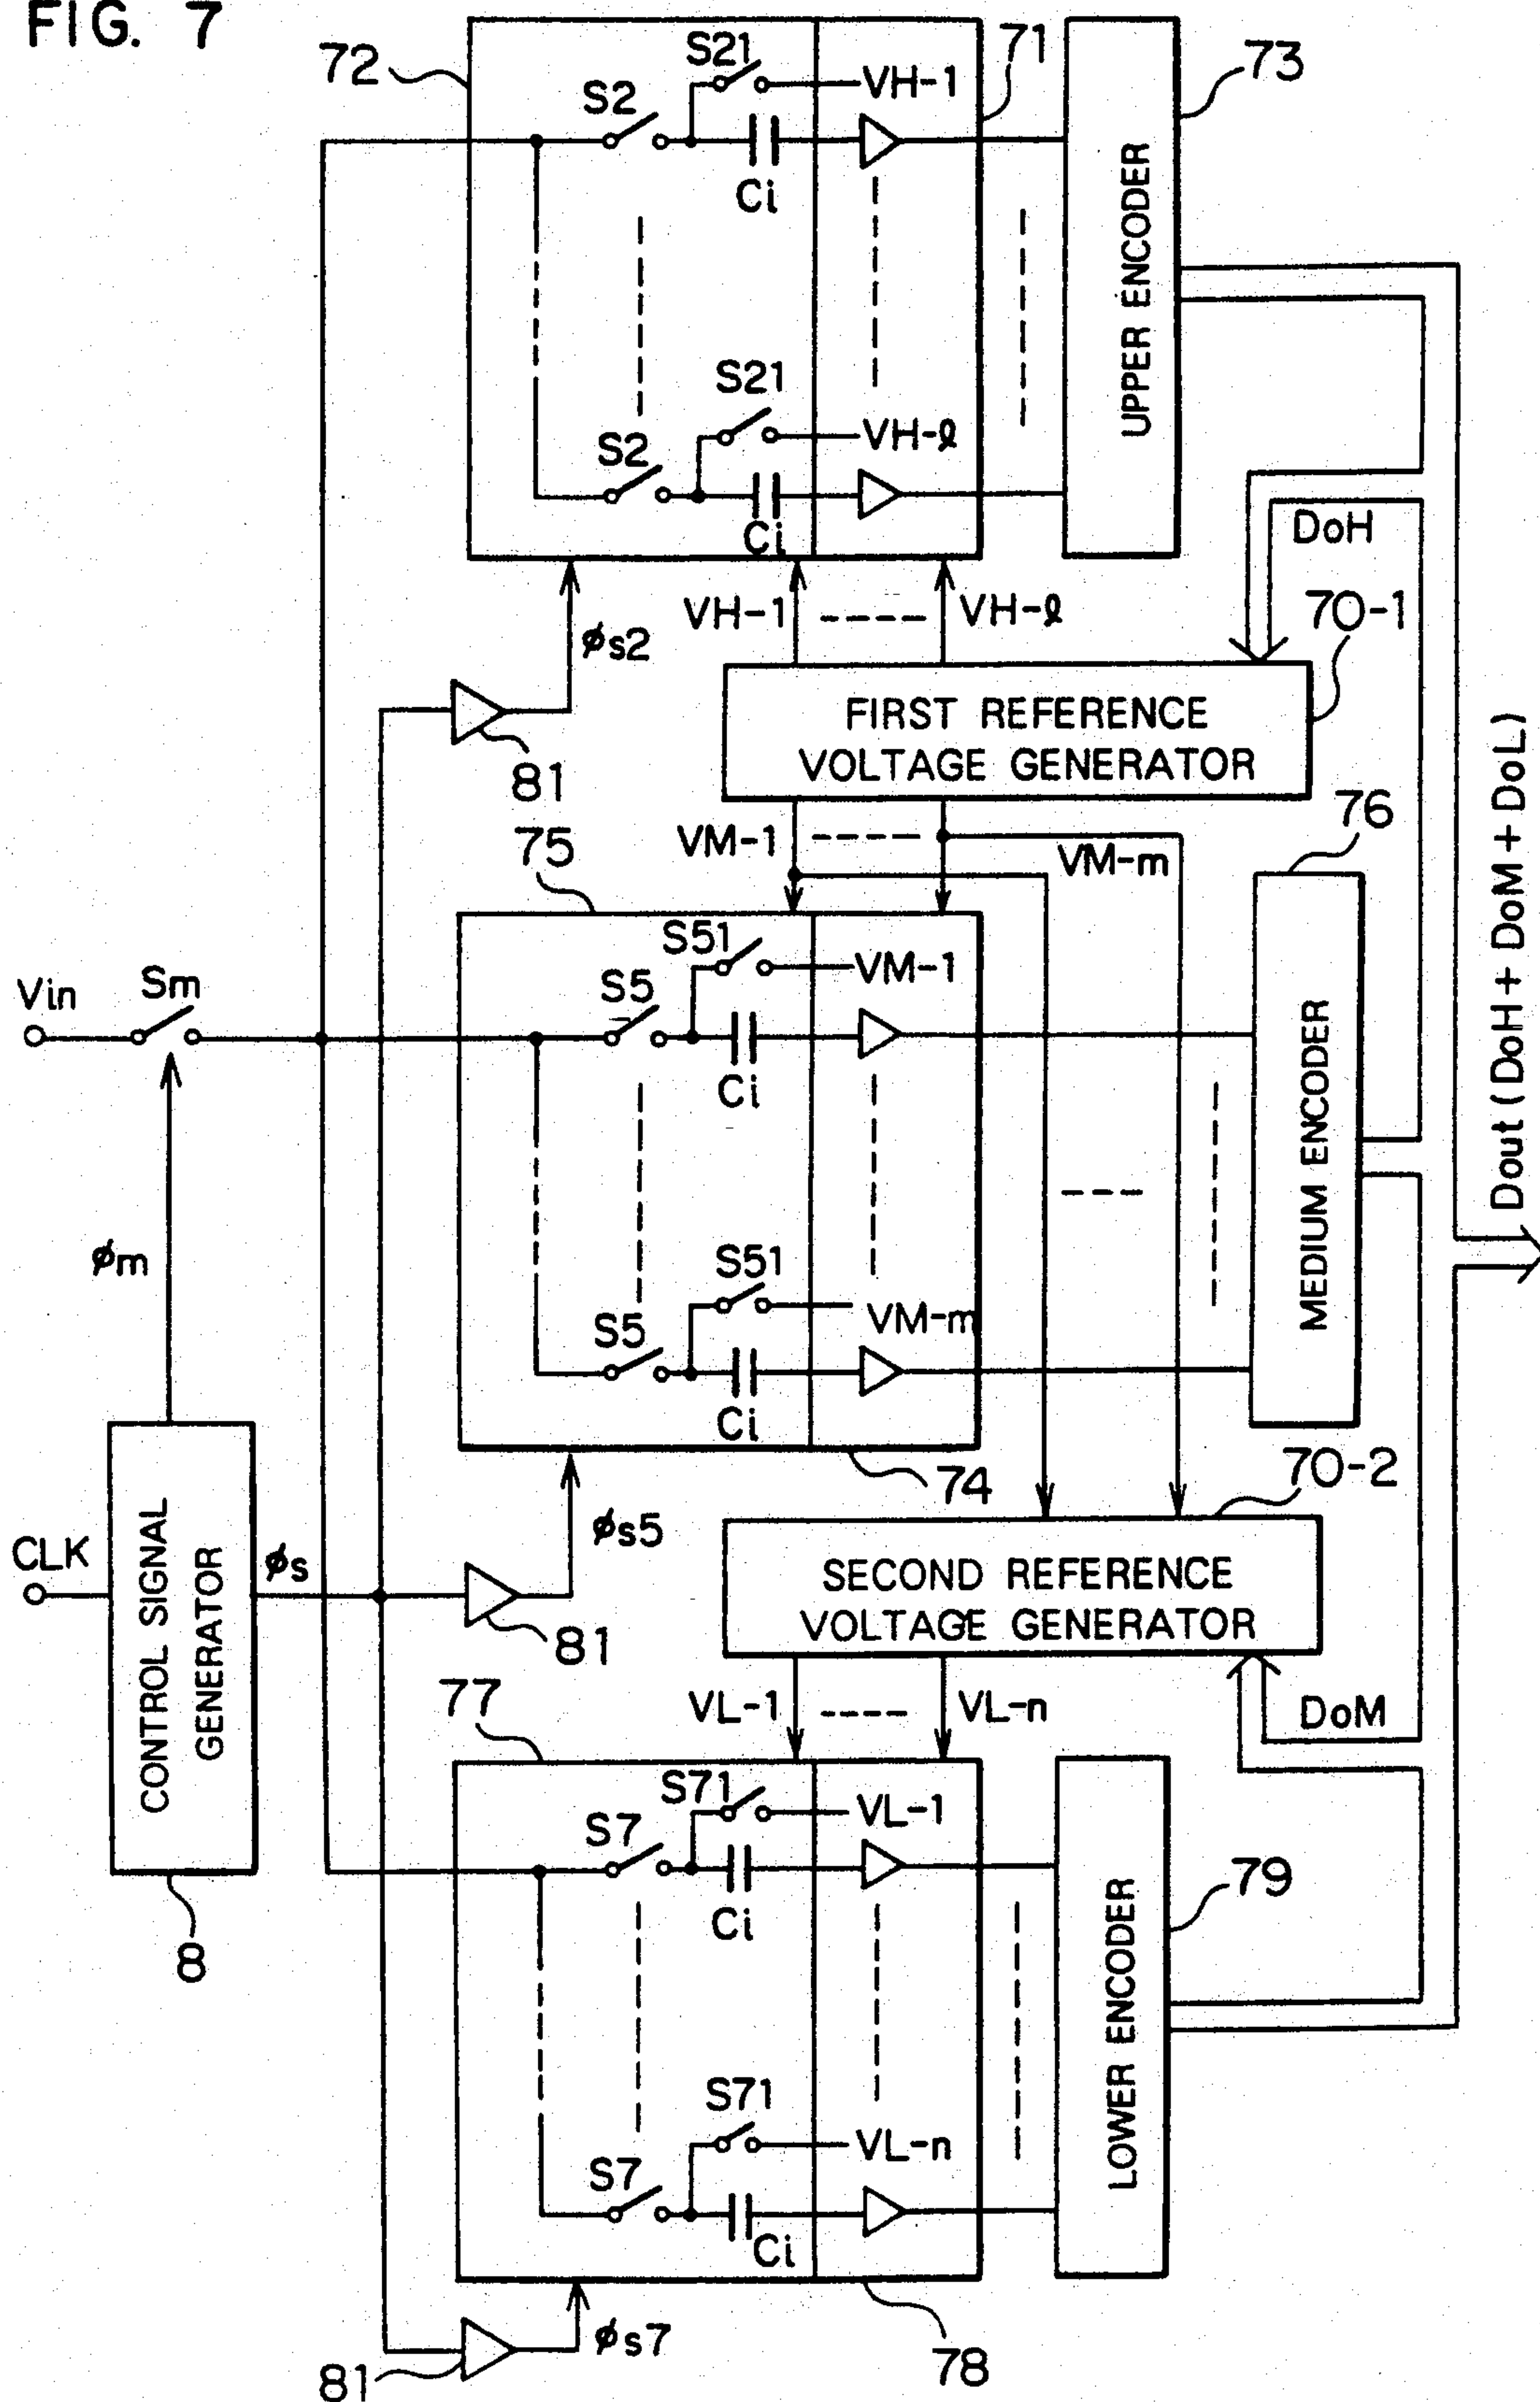 FIG. 7
72
S2
S21
VH-1
71
73
Ci
UPPER ENCODER
S2
S21
VH-ℓ
Ci
DoH
VH-1
VH-ℓ
70-1
φs2
81
FIRST REFERENCE
VOLTAGE GENERATOR
VM-1
VM-m
76
75
Vin
Sm
S5
S51
VM-1
Ci
MEDIUM ENCODER
Dout (DoH + DoM + DoL)
φm
S5
S51
VM-m
Ci
74
70-2
CLK
CONTROL SIGNAL
GENERATOR
φs
φs5
81
SECOND REFERENCE
VOLTAGE GENERATOR
VL-1
VL-n
DoM
77
S7
S71
VL-1
Ci
79
8
LOWER ENCODER
S7
S71
VL-n
Ci
φs7
81
78